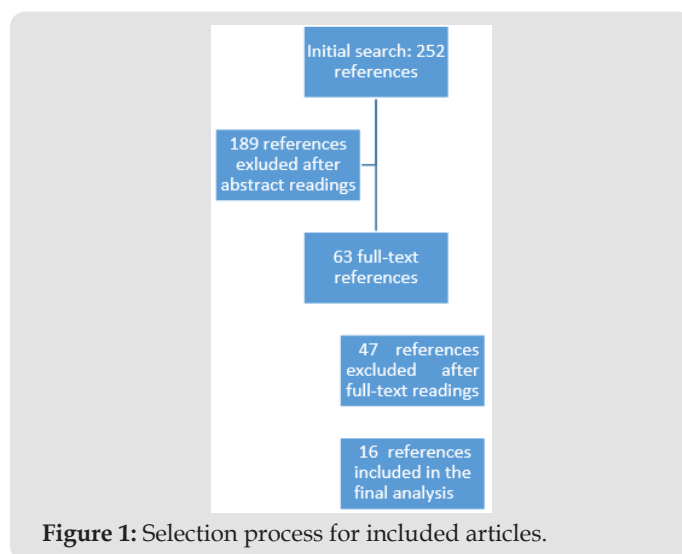 Initial search: 252
references
189 references
exluded after
abstract readings
63 full-text
references
47 references
excluded after
full-text readings
16 references
included in the
final analysis
Figure 1: Selection process for included articles.